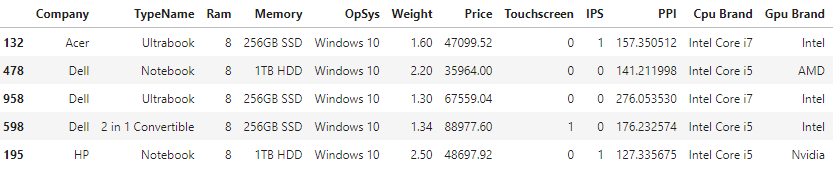 Company TypeName Ram Memory OpSys Weight Price Touchscreen IPS PPI Cpu Brand Gpu Brand
132 Acer Ultrabook 8 256GB SSD Windows 10 1.60 47099.52 0 1 157.350512 Intel Core i7 Intel
478 Dell Notebook 8 1TB HDD Windows 10 2.20 35964.00 0 0 141.211998 Intel Core i5 AMD
958 Dell Ultrabook 8 256GB SSD Windows 10 1.30 67559.04 0 0 276.053530 Intel Core i7 Intel
598 Dell 2 in 1 Convertible 8 256GB SSD Windows 10 1.34 88977.60 1 0 176.232574 Intel Core i5 Intel
195 HP Notebook 8 1TB HDD Windows 10 2.50 48697.92 0 1 127.335675 Intel Core i5 Nvidia